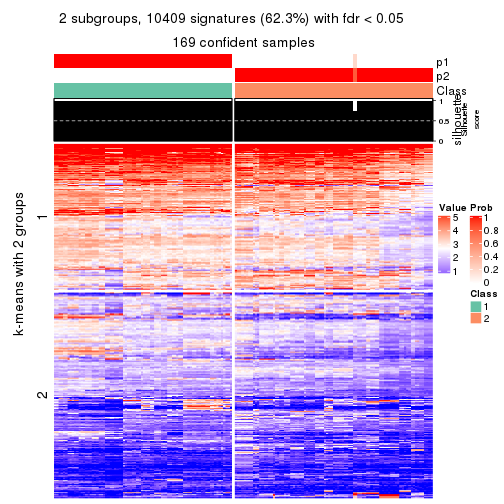 2 subgroups, 10409 signatures (62.3%) with fdr < 0.05
169 confident samples
p1
p2
Class
silhouette
Silhouette
score
1
0.5
0
k-means with 2 groups
1
2
Value
5
4
3
2
1
Prob
1
0.8
0.6
0.4
0.2
0
Class
1
2